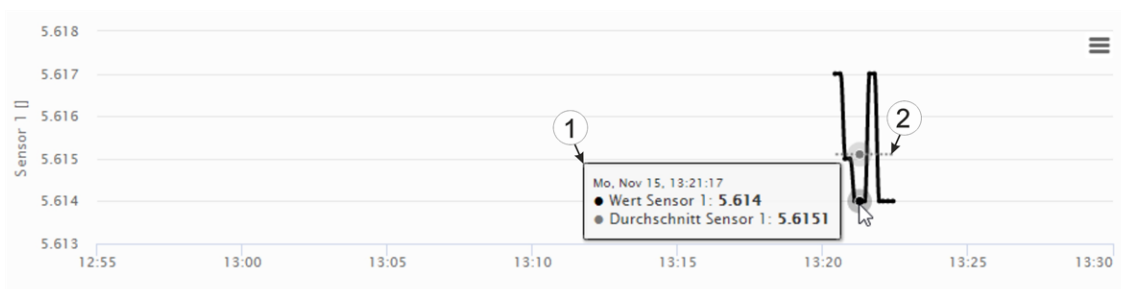 5.618
5.617
5.616
5.615
5.614
5.613
Sensor 1 []
1
2
Mo, Nov 15, 13:21:17
● Wert Sensor 1: 5.614
● Durchschnitt Sensor 1: 5.6151
12:55 13:00 13:05 13:10 13:15 13:20 13:25 13:30